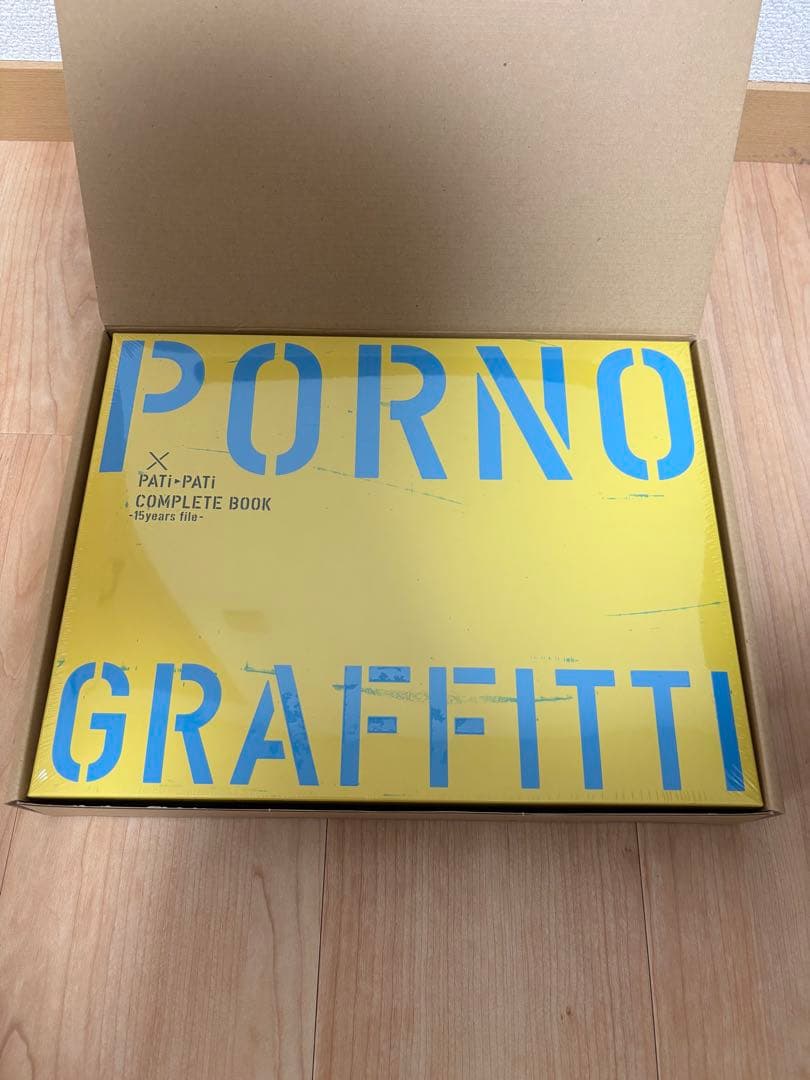 PORNO
×
PATi▸PATi
COMPLETE BOOK
-15years file-
GRAFFITTI